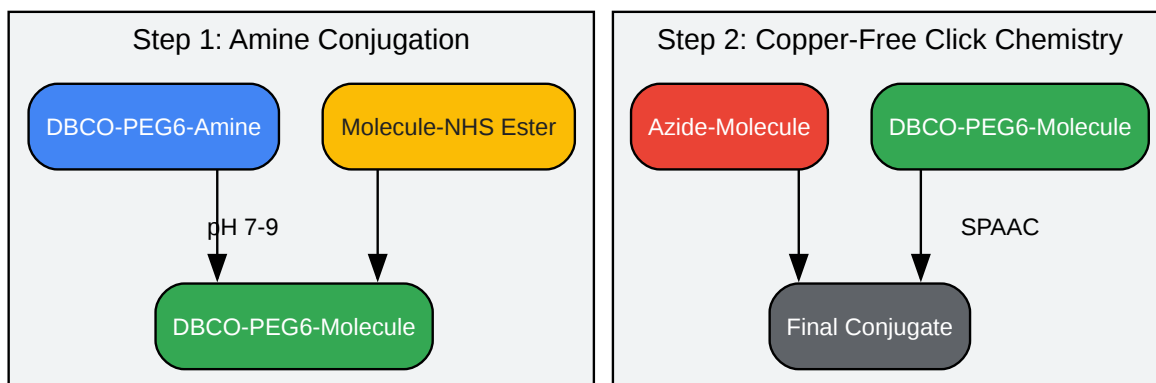 Step 1: Amine Conjugation
DBCO-PEG6-Amine
Molecule-NHS Ester
pH 7-9
DBCO-PEG6-Molecule
Step 2: Copper-Free Click Chemistry
Azide-Molecule
DBCO-PEG6-Molecule
SPAAC
Final Conjugate